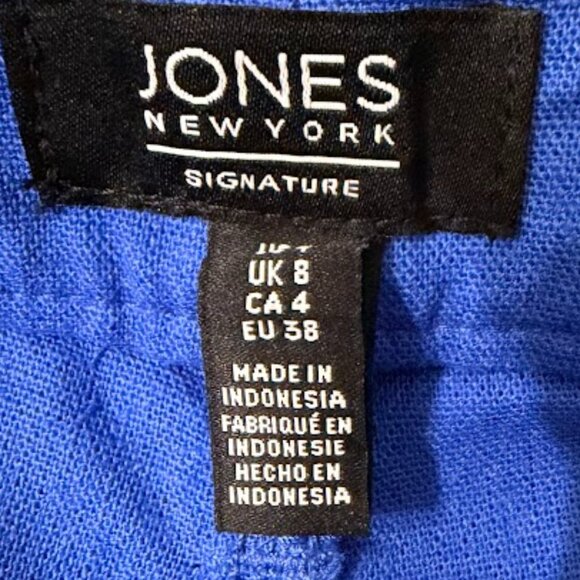 JONES
NEW YORK
SIGNATURE
UK 8
CA 4
EU 38
MADE IN
INDONESIA
FABRIQUÉ EN
INDONESIE
HECHO EN
INDONESIA